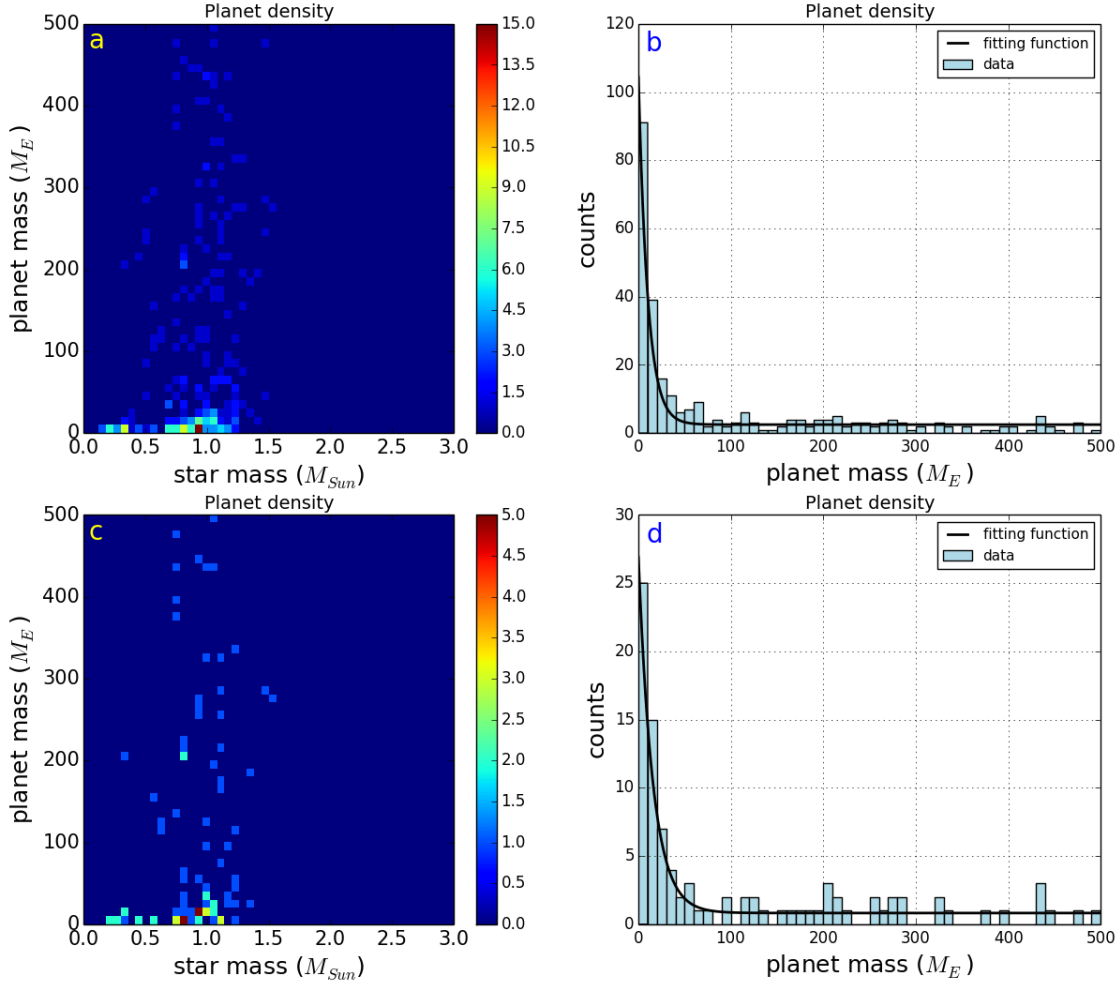 Planet density
a
500
400
300
200
100
0
planet mass (M_E)
0.0 0.5 1.0 1.5 2.0 2.5 3.0
star mass (M_Sun)
15.0
13.5
12.0
10.5
9.0
7.5
6.0
4.5
3.0
1.5
0.0
Planet density
b
fitting function
data
120
100
80
60
40
20
0
counts
0 100 200 300 400 500
planet mass (M_E)
Planet density
c
500
400
300
200
100
0
planet mass (M_E)
0.0 0.5 1.0 1.5 2.0 2.5 3.0
star mass (M_Sun)
5.0
4.5
4.0
3.5
3.0
2.5
2.0
1.5
1.0
0.5
0.0
Planet density
d
fitting function
data
30
25
20
15
10
5
0
counts
0 100 200 300 400 500
planet mass (M_E)